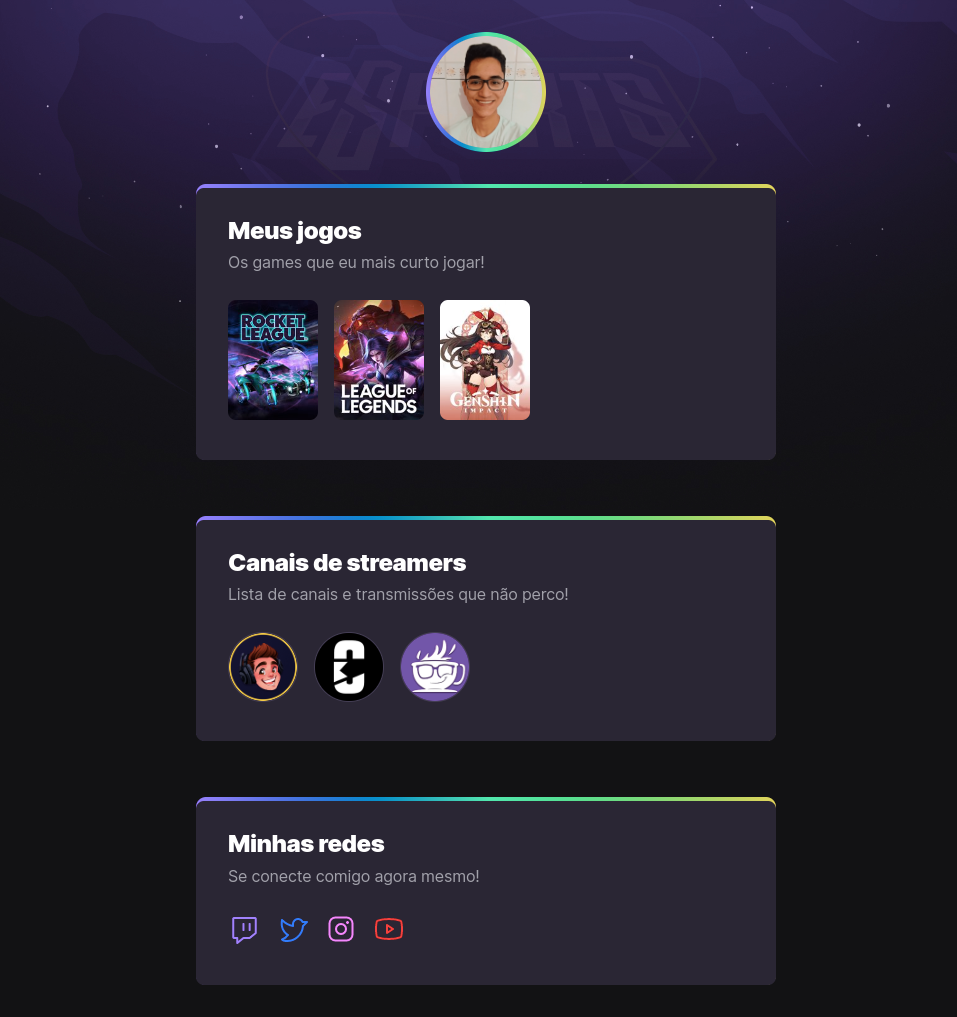 ESPORTS
Meus jogos
Os games que eu mais curto jogar!
ROCKET
LEAGUE
LEAGUE OF
LEGENDS
GENSHIN
IMPACT
Canais de streamers
Lista de canais e transmissões que não perco!
Minhas redes
Se conecte comigo agora mesmo!